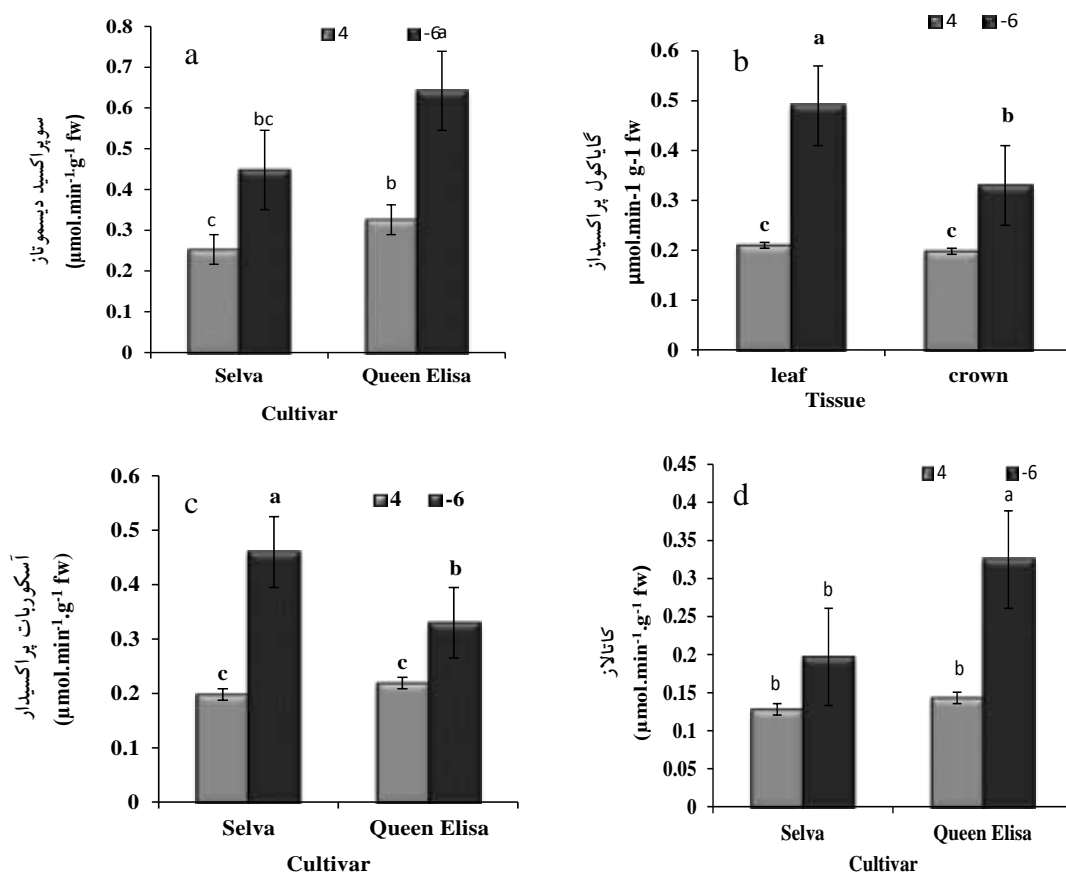 a
4
-6
0.8
0.7
0.6
0.5
0.4
0.3
0.2
0.1
0
سوپراکسید دیسموتاز
(µmol.min⁻¹.g⁻¹ fw)
c
bc
b
a
Selva
Queen Elisa
Cultivar
b
4
-6
0.6
0.5
0.4
0.3
0.2
0.1
0
گایاکول پراکسیداز
µmol.min-1 g-1 fw
c
a
c
b
leaf
crown
Tissue
c
4
-6
0.6
0.5
0.4
0.3
0.2
0.1
0
آسکوربات پراکسیدار
(µmol.min⁻¹.g⁻¹ fw)
c
a
c
b
Selva
Queen Elisa
Cultivar
d
4
-6
0.45
0.4
0.35
0.3
0.25
0.2
0.15
0.1
0.05
0
کاتالاز
(µmol.min⁻¹.g⁻¹ fw)
b
b
b
a
Selva
Queen Elisa
Cultivar